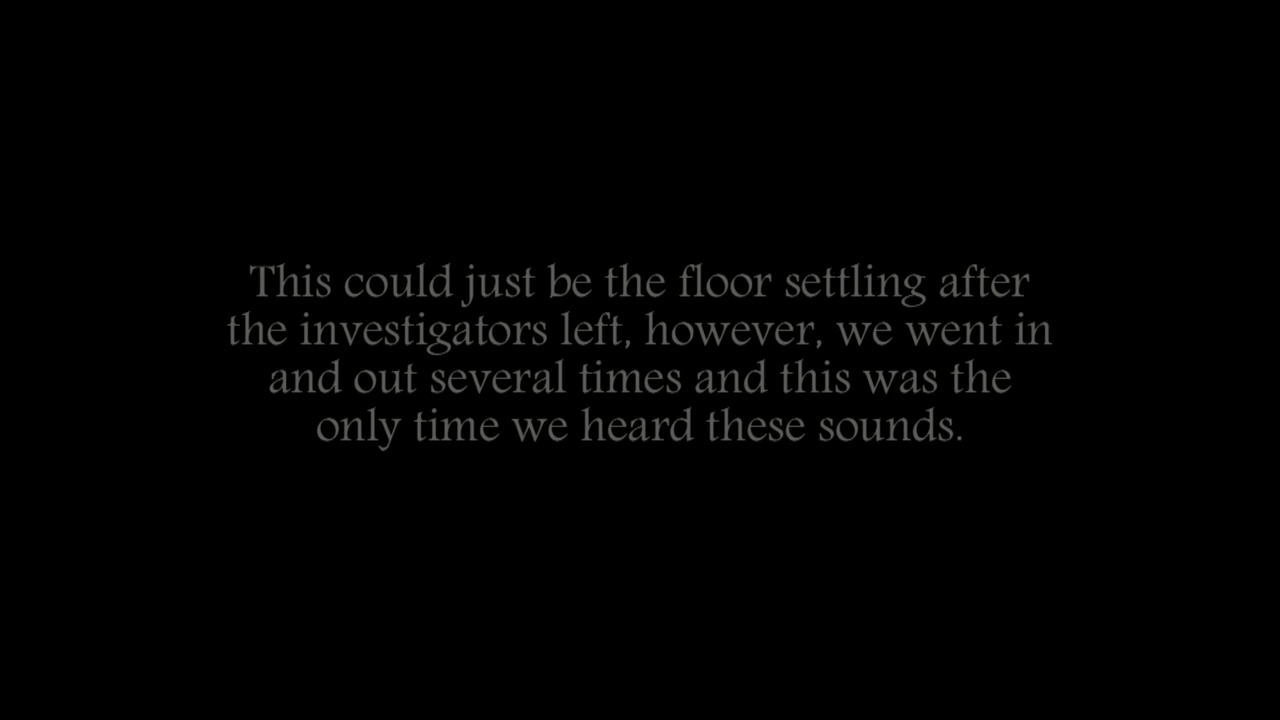 This could just be the floor settling after
the investigators left, however, we went in
and out several times and this was the
only time we heard these sounds.